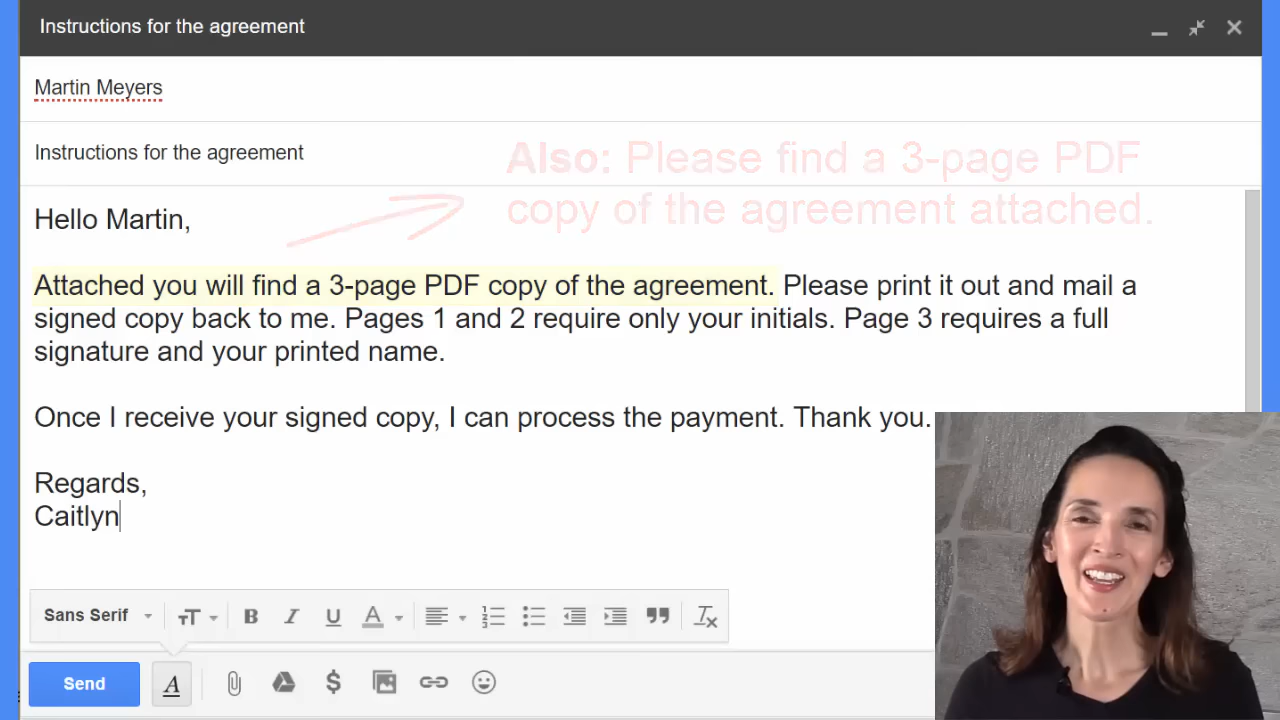 Instructions for the agreement
Martin Meyers
Instructions for the agreement
Also: Please find a 3-page PDF
copy of the agreement attached.
Hello Martin,
Attached you will find a 3-page PDF copy of the agreement. Please print it out and mail a
signed copy back to me. Pages 1 and 2 require only your initials. Page 3 requires a full
signature and your printed name.
Once I receive your signed copy, I can process the payment. Thank you.
Regards,
Caitlyn
Sans Serif
Send